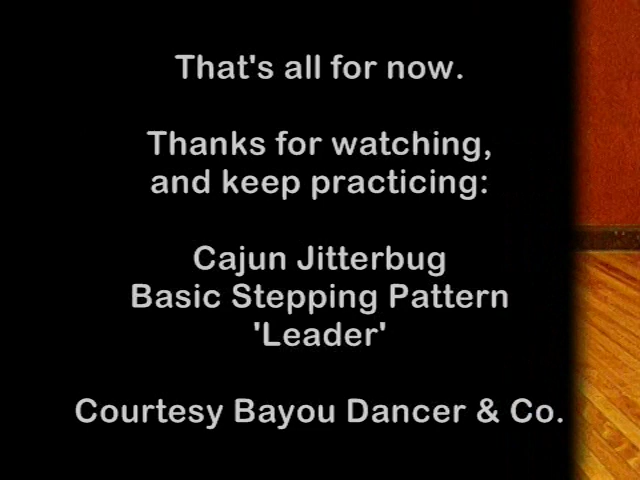 That's all for now.
Thanks for watching,
and keep practicing:
Cajun Jitterbug
Basic Stepping Pattern
'Leader'
Courtesy Bayou Dancer & Co.